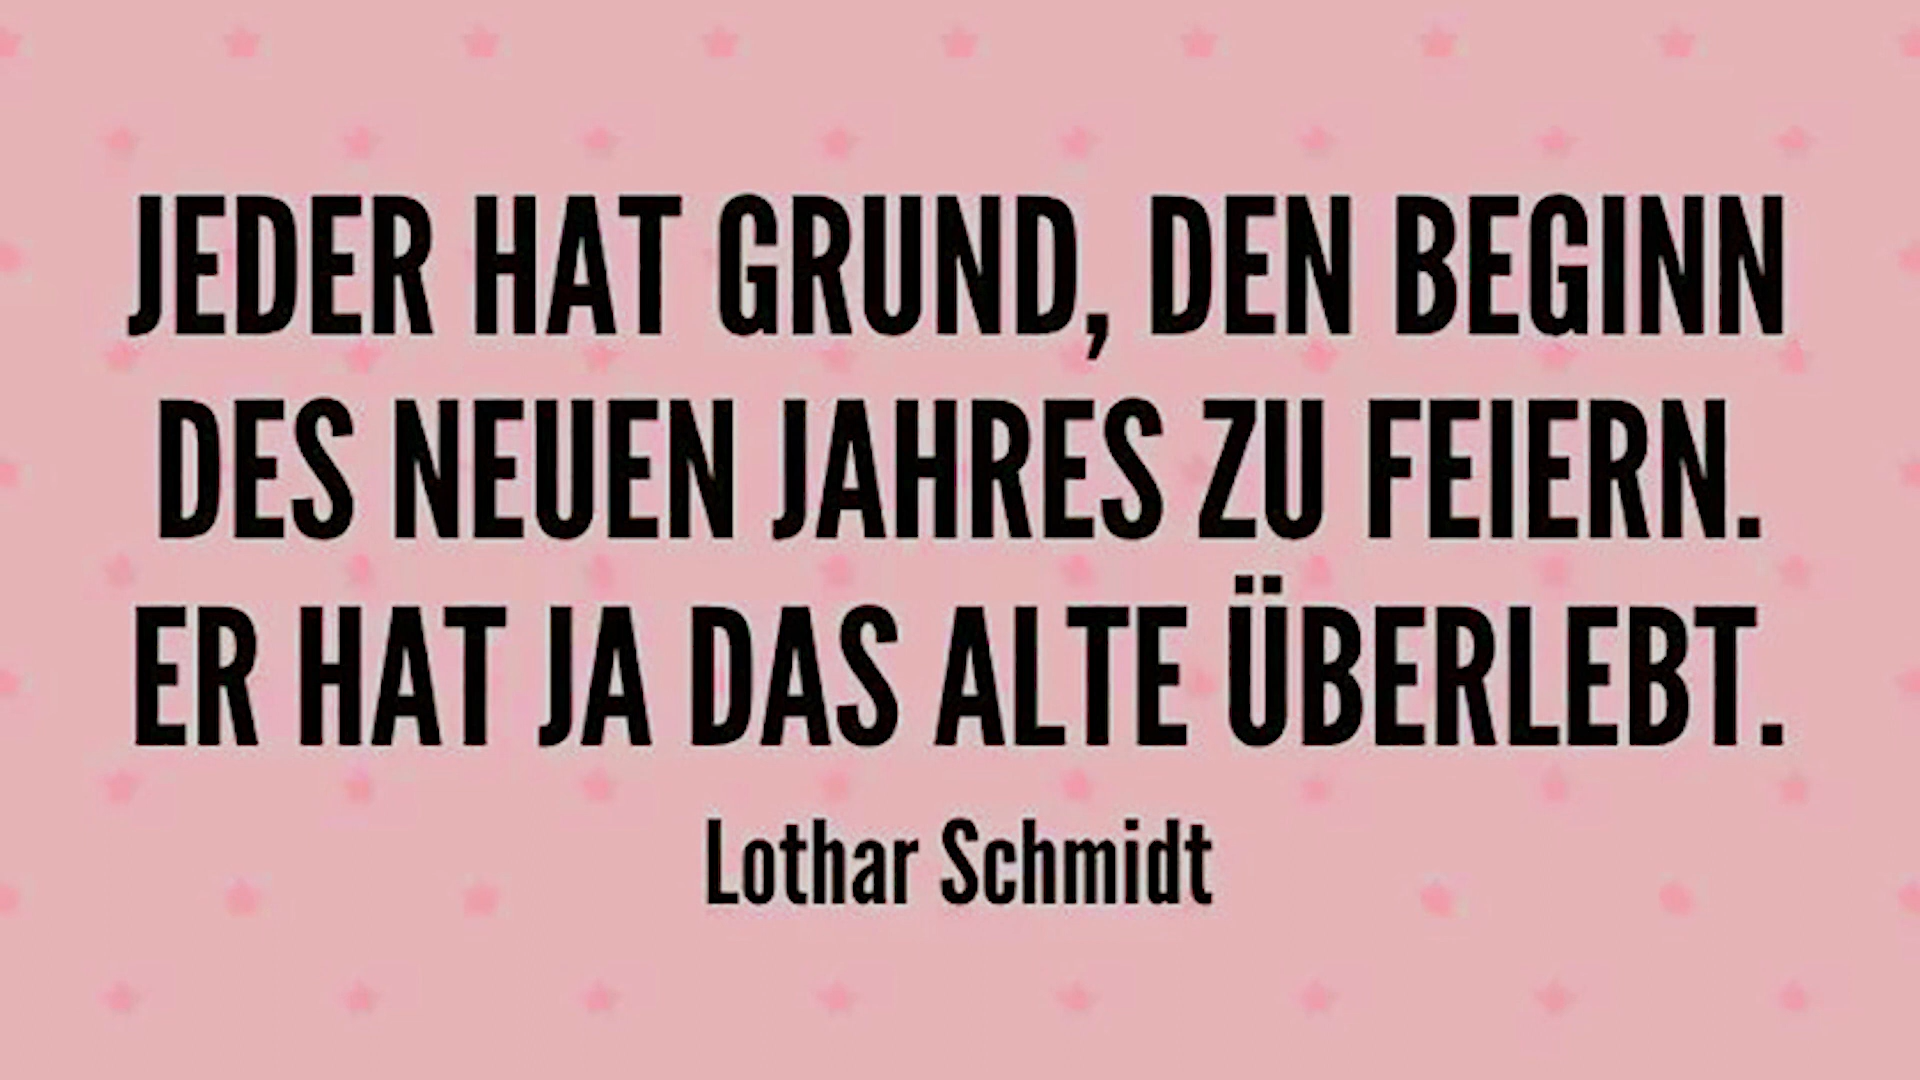 JEDER HAT GRUND, DEN BEGINN
DES NEUEN JAHRES ZU FEIERN.
ER HAT JA DAS ALTE ÜBERLEBT.
Lothar Schmidt